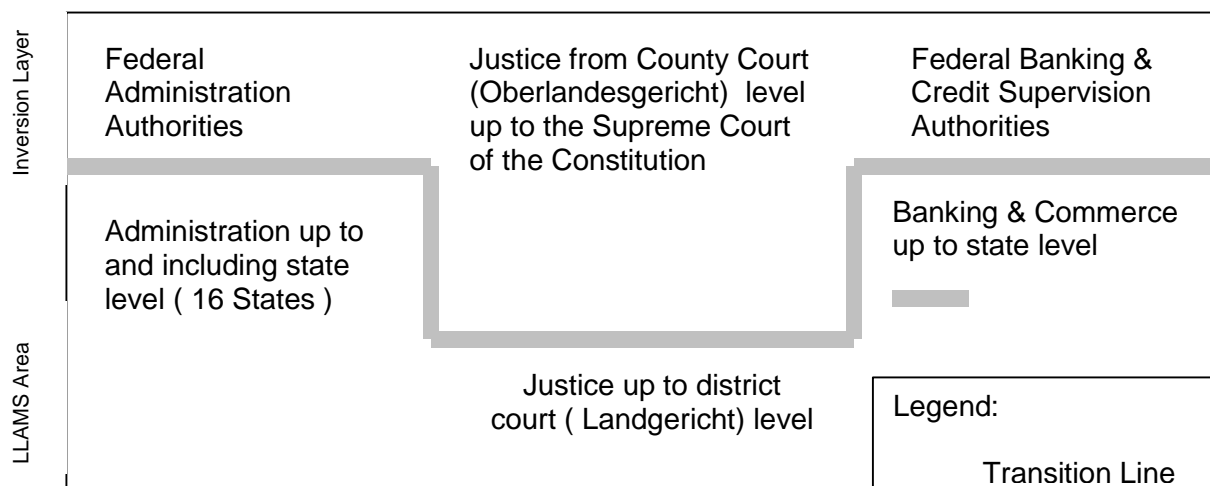 Inversion Layer
Federal
Administration
Authorities
Justice from County Court
(Oberlandesgericht) level
up to the Supreme Court
of the Constitution
Federal Banking &
Credit Supervision
Authorities
Administration up to
and including state
level ( 16 States )
Banking & Commerce
up to state level
LLAMS Area
Justice up to district
court ( Landgericht) level
Legend:
Transition Line